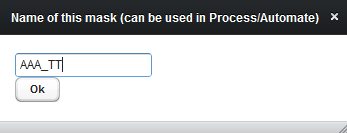 Name of this mask (can be used in Process/Automate) ×
AAA_TT
Ok